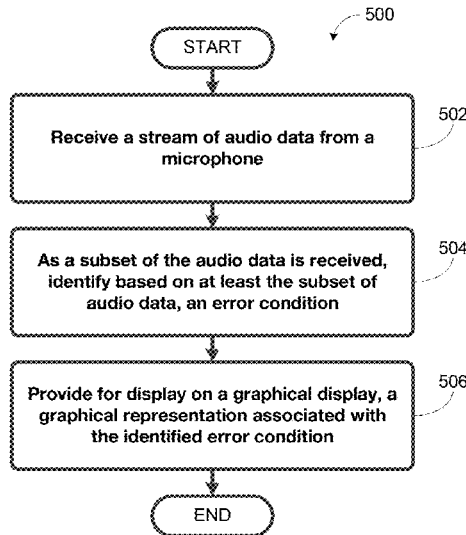 500
START
Receive a stream of audio data from a
microphone
502
As a subset of the audio data is received,
identify based on at least the subset of
audio data, an error condition
504
Provide for display on a graphical display, a
graphical representation associated with
the identified error condition
506
END